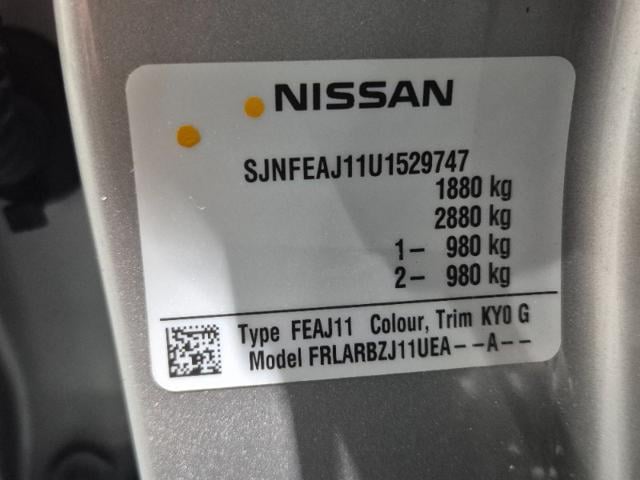 NISSAN
SJNFEAJ11U1529747
1880 kg
2880 kg
1- 980 kg
2- 980 kg
Type FEAJ11 Colour, Trim KY0 G
Model FRLARBZJ11UEA--A--